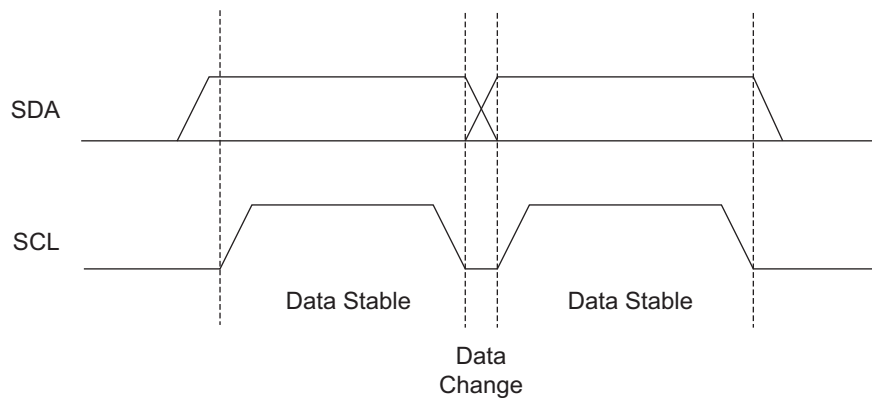 SDA
SCL
Data Stable
Data Stable
Data
Change